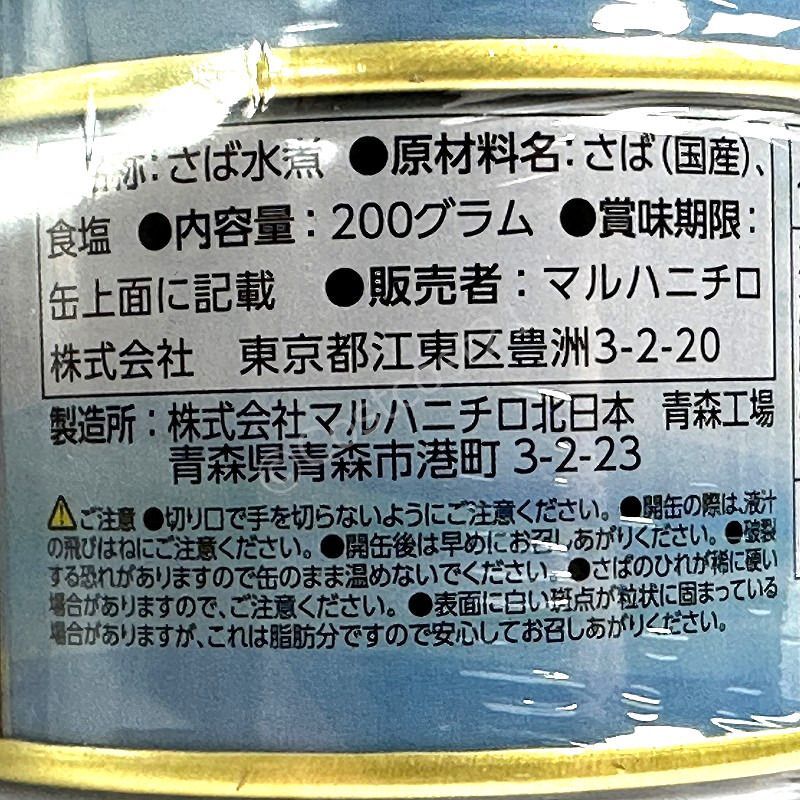 称:さば水煮 ●原材料名:さば(国産)、
食塩 ●内容量:200グラム ●賞味期限:
缶上面に記載 ●販売者:マルハニチロ
株式会社 東京都江東区豊洲3-2-20
製造所:株式会社マルハニチロ北日本 青森工場
青森県青森市港町 3-2-23
⚠ご注意 ●切り口で手を切らないようにご注意ください。●開缶の際は、液汁
の飛びはねにご注意ください。●開缶後は早めにお召しあがりください。●破裂
する恐れがありますので缶のまま温めないでください。●さばのひれが稀に硬い
場合がありますので、ご注意ください。●表面に白い斑点が粒状に固まっている
場合がありますが、これは脂肪分ですので安心してお召しあがりください。